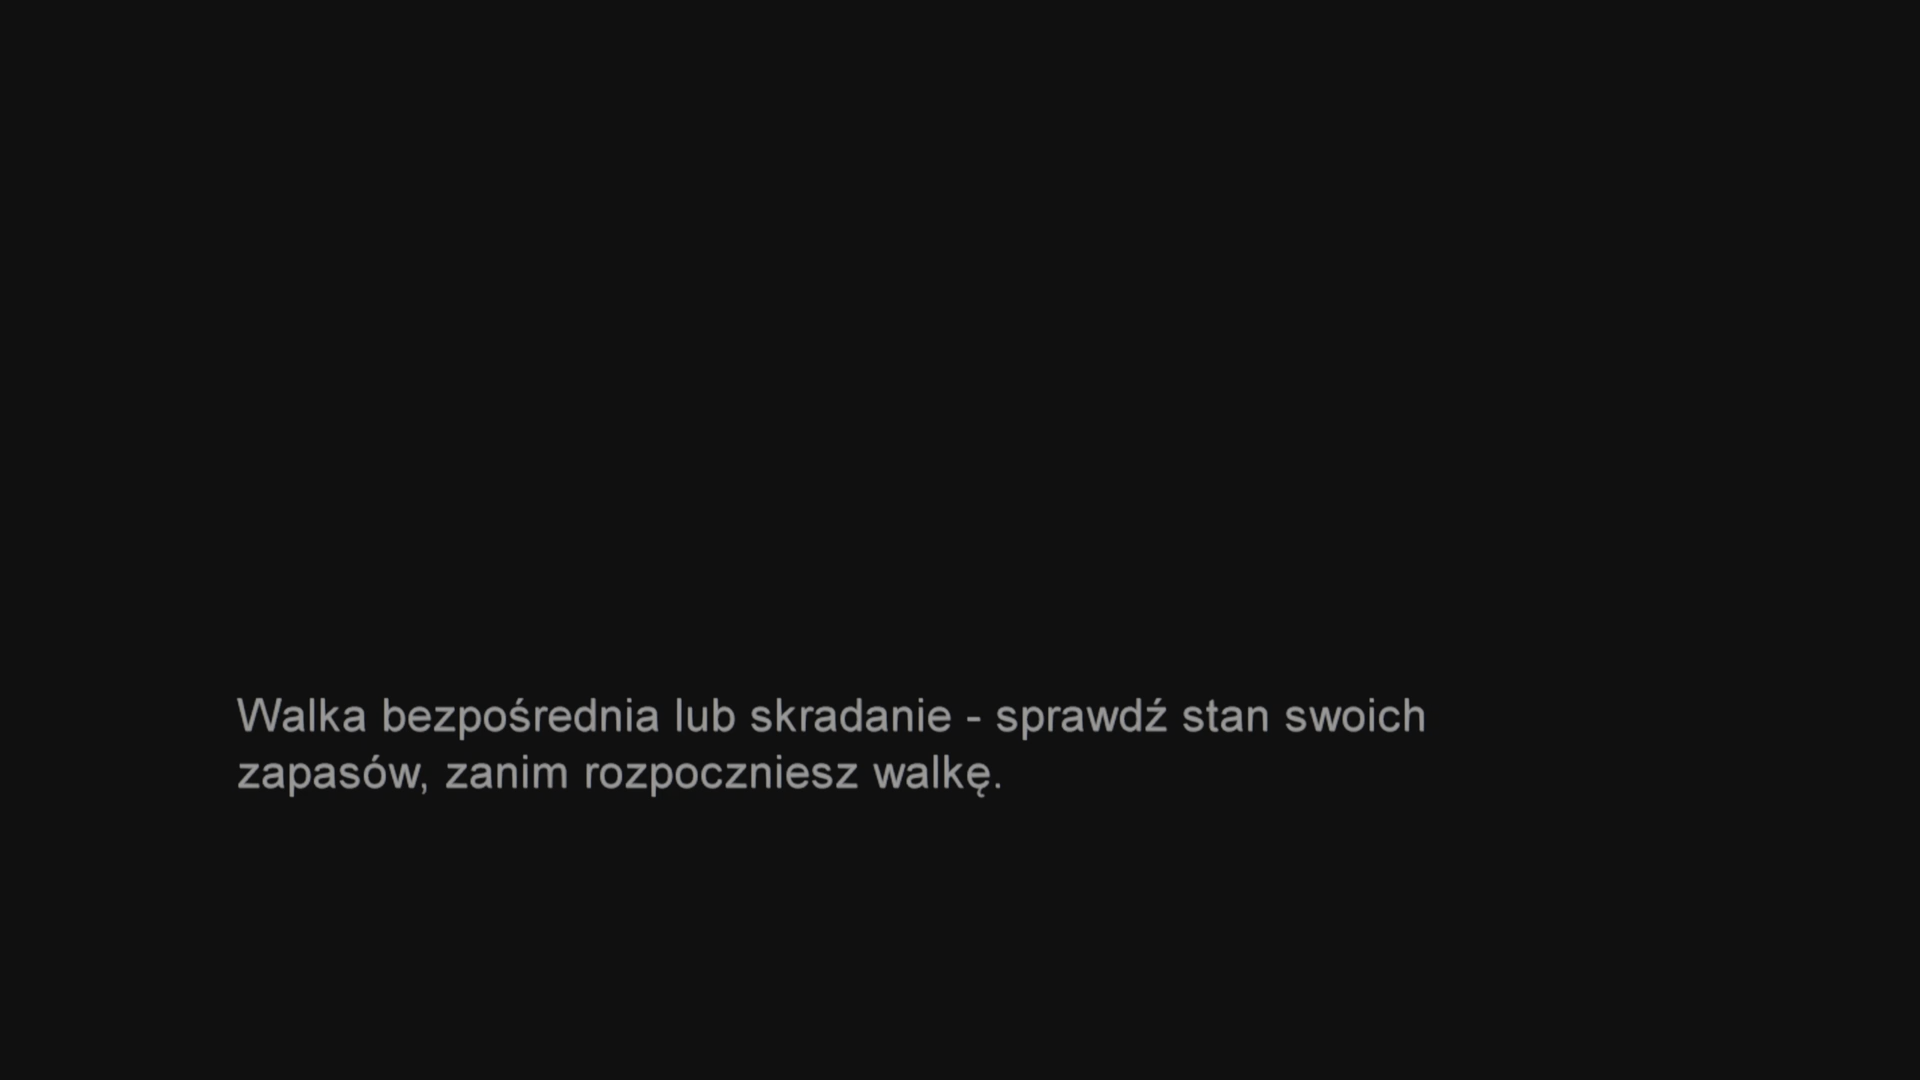 Walka bezpośrednia lub skradanie - sprawdź stan swoich
zapasów, zanim rozpoczniesz walkę.